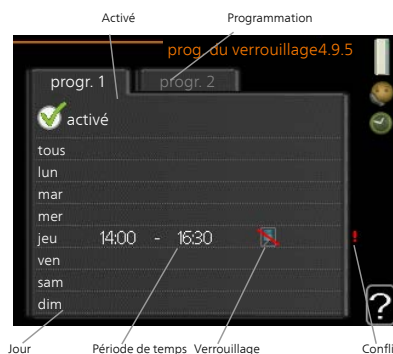 Activé Programmation
prog. du verrouillage4.9.5
progr. 1 progr. 2
activé
tous
lun
mar
mer
jeu 14:00 - 16:30 !
ven
sam
dim
?
Jour Période de temps Verrouillage Confli